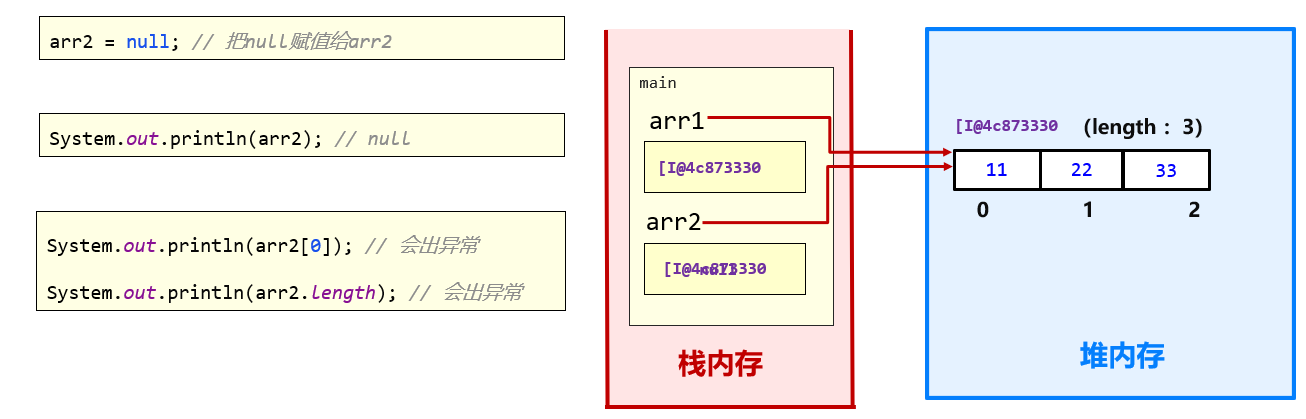 arr2 = null; // 把null赋值给arr2
System.out.println(arr2); // null
System.out.println(arr2[0]); // 会出异常
System.out.println(arr2.length); // 会出异常
main
arr1
[I@4c873330
arr2
[I@4c873330
null
栈内存
[I@4c873330 （length： 3）
11 22 33
0 1 2
堆内存